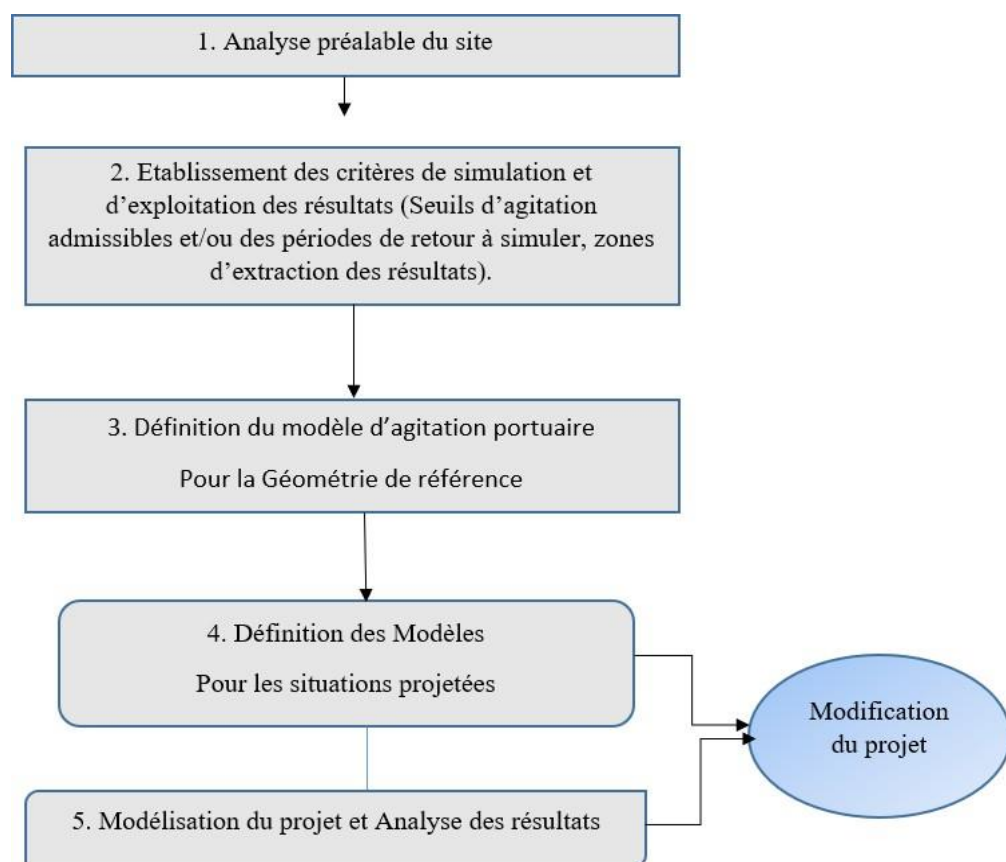 1. Analyse préalable du site
2. Etablissement des critères de simulation et
d’exploitation des résultats (Seuils d’agitation
admissibles et/ou des périodes de retour à simuler, zones
d’extraction des résultats).
3. Définition du modèle d’agitation portuaire
Pour la Géométrie de référence
4. Définition des Modèles
Pour les situations projetées
Modification
du projet
5. Modélisation du projet et Analyse des résultats